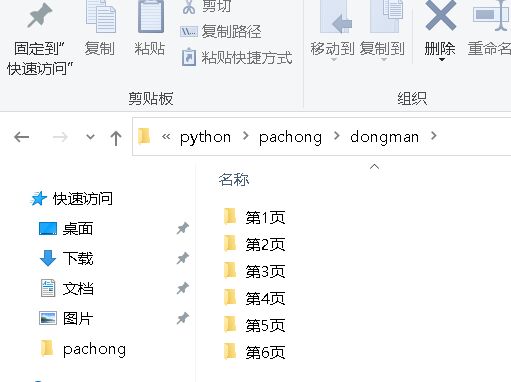 剪切
复制路径
粘贴快捷方式
固定到"
快速访问"
复制
粘贴
移动到
复制到
删除
重命名
剪贴板
组织
« python > pachong > dongman >
名称
快速访问
桌面
下载
文档
图片
pachong
第1页
第2页
第3页
第4页
第5页
第6页